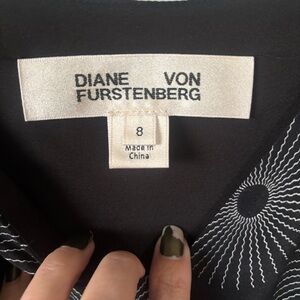 DIANE VON
FURSTENBERG
8
Made in
China